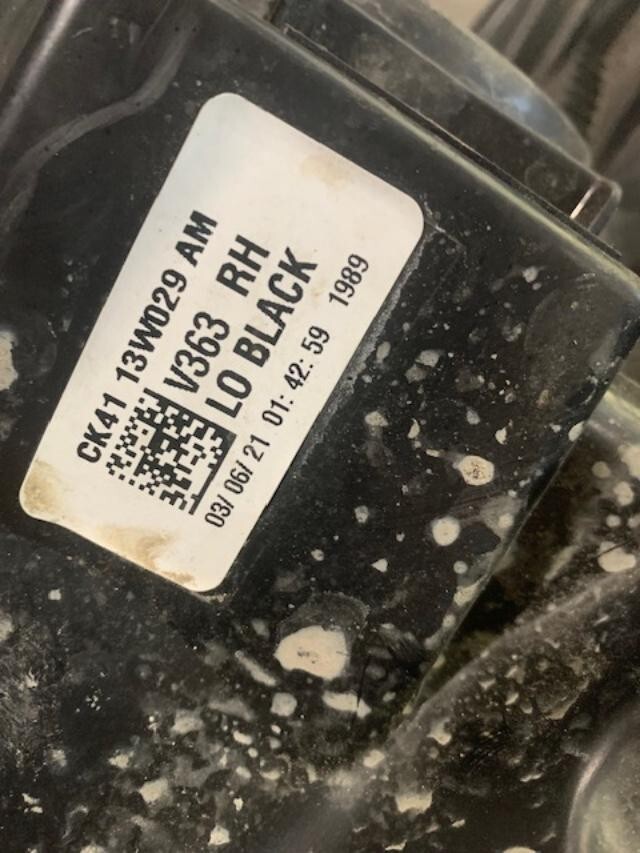 CK41 13W029 AM
V363 RH
LO BLACK
03/06/21 01:42:59 1989